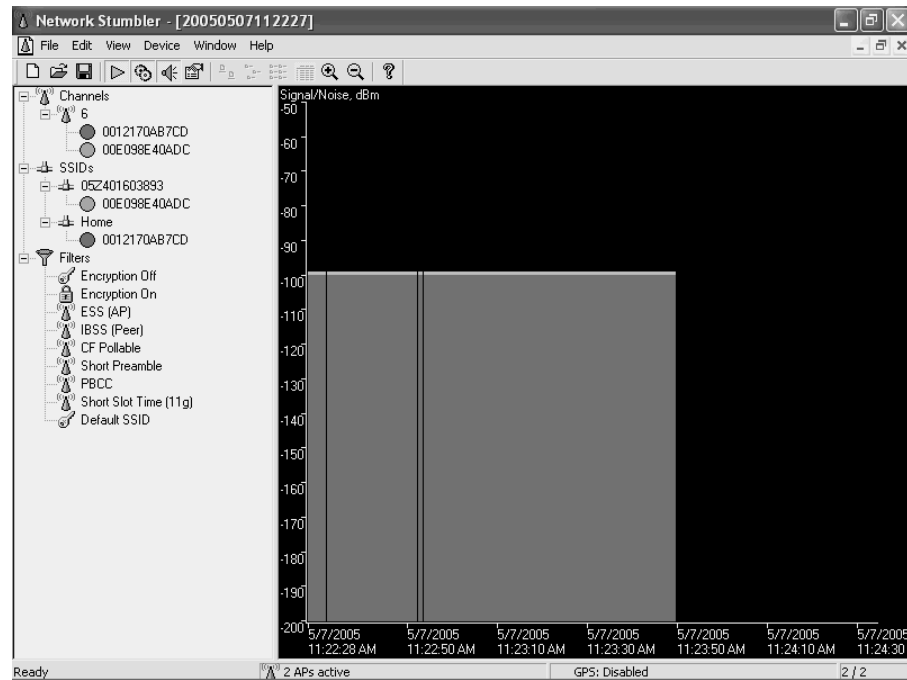 Network Stumbler - [20050507112227]
File Edit View Device Window Help
Channels
6
0012170AB7CD
00E098E40ADC
SSIDs
05Z401603893
00E098E40ADC
Home
0012170AB7CD
Filters
Encryption Off
Encryption On
ESS (AP)
IBSS (Peer)
CF Pollable
Short Preamble
PBCC
Short Slot Time (11g)
Default SSID
Signal/Noise, dBm
-50
-60
-70
-80
-90
-100
-110
-120
-130
-140
-150
-160
-170
-180
-190
-200
5/7/2005 5/7/2005 5/7/2005 5/7/2005 5/7/2005 5/7/2005 5/7/2005
11:22:28 AM 11:22:50 AM 11:23:10 AM 11:23:30 AM 11:23:50 AM 11:24:10 AM 11:24:30
Ready 2 APs active GPS: Disabled 2 / 2